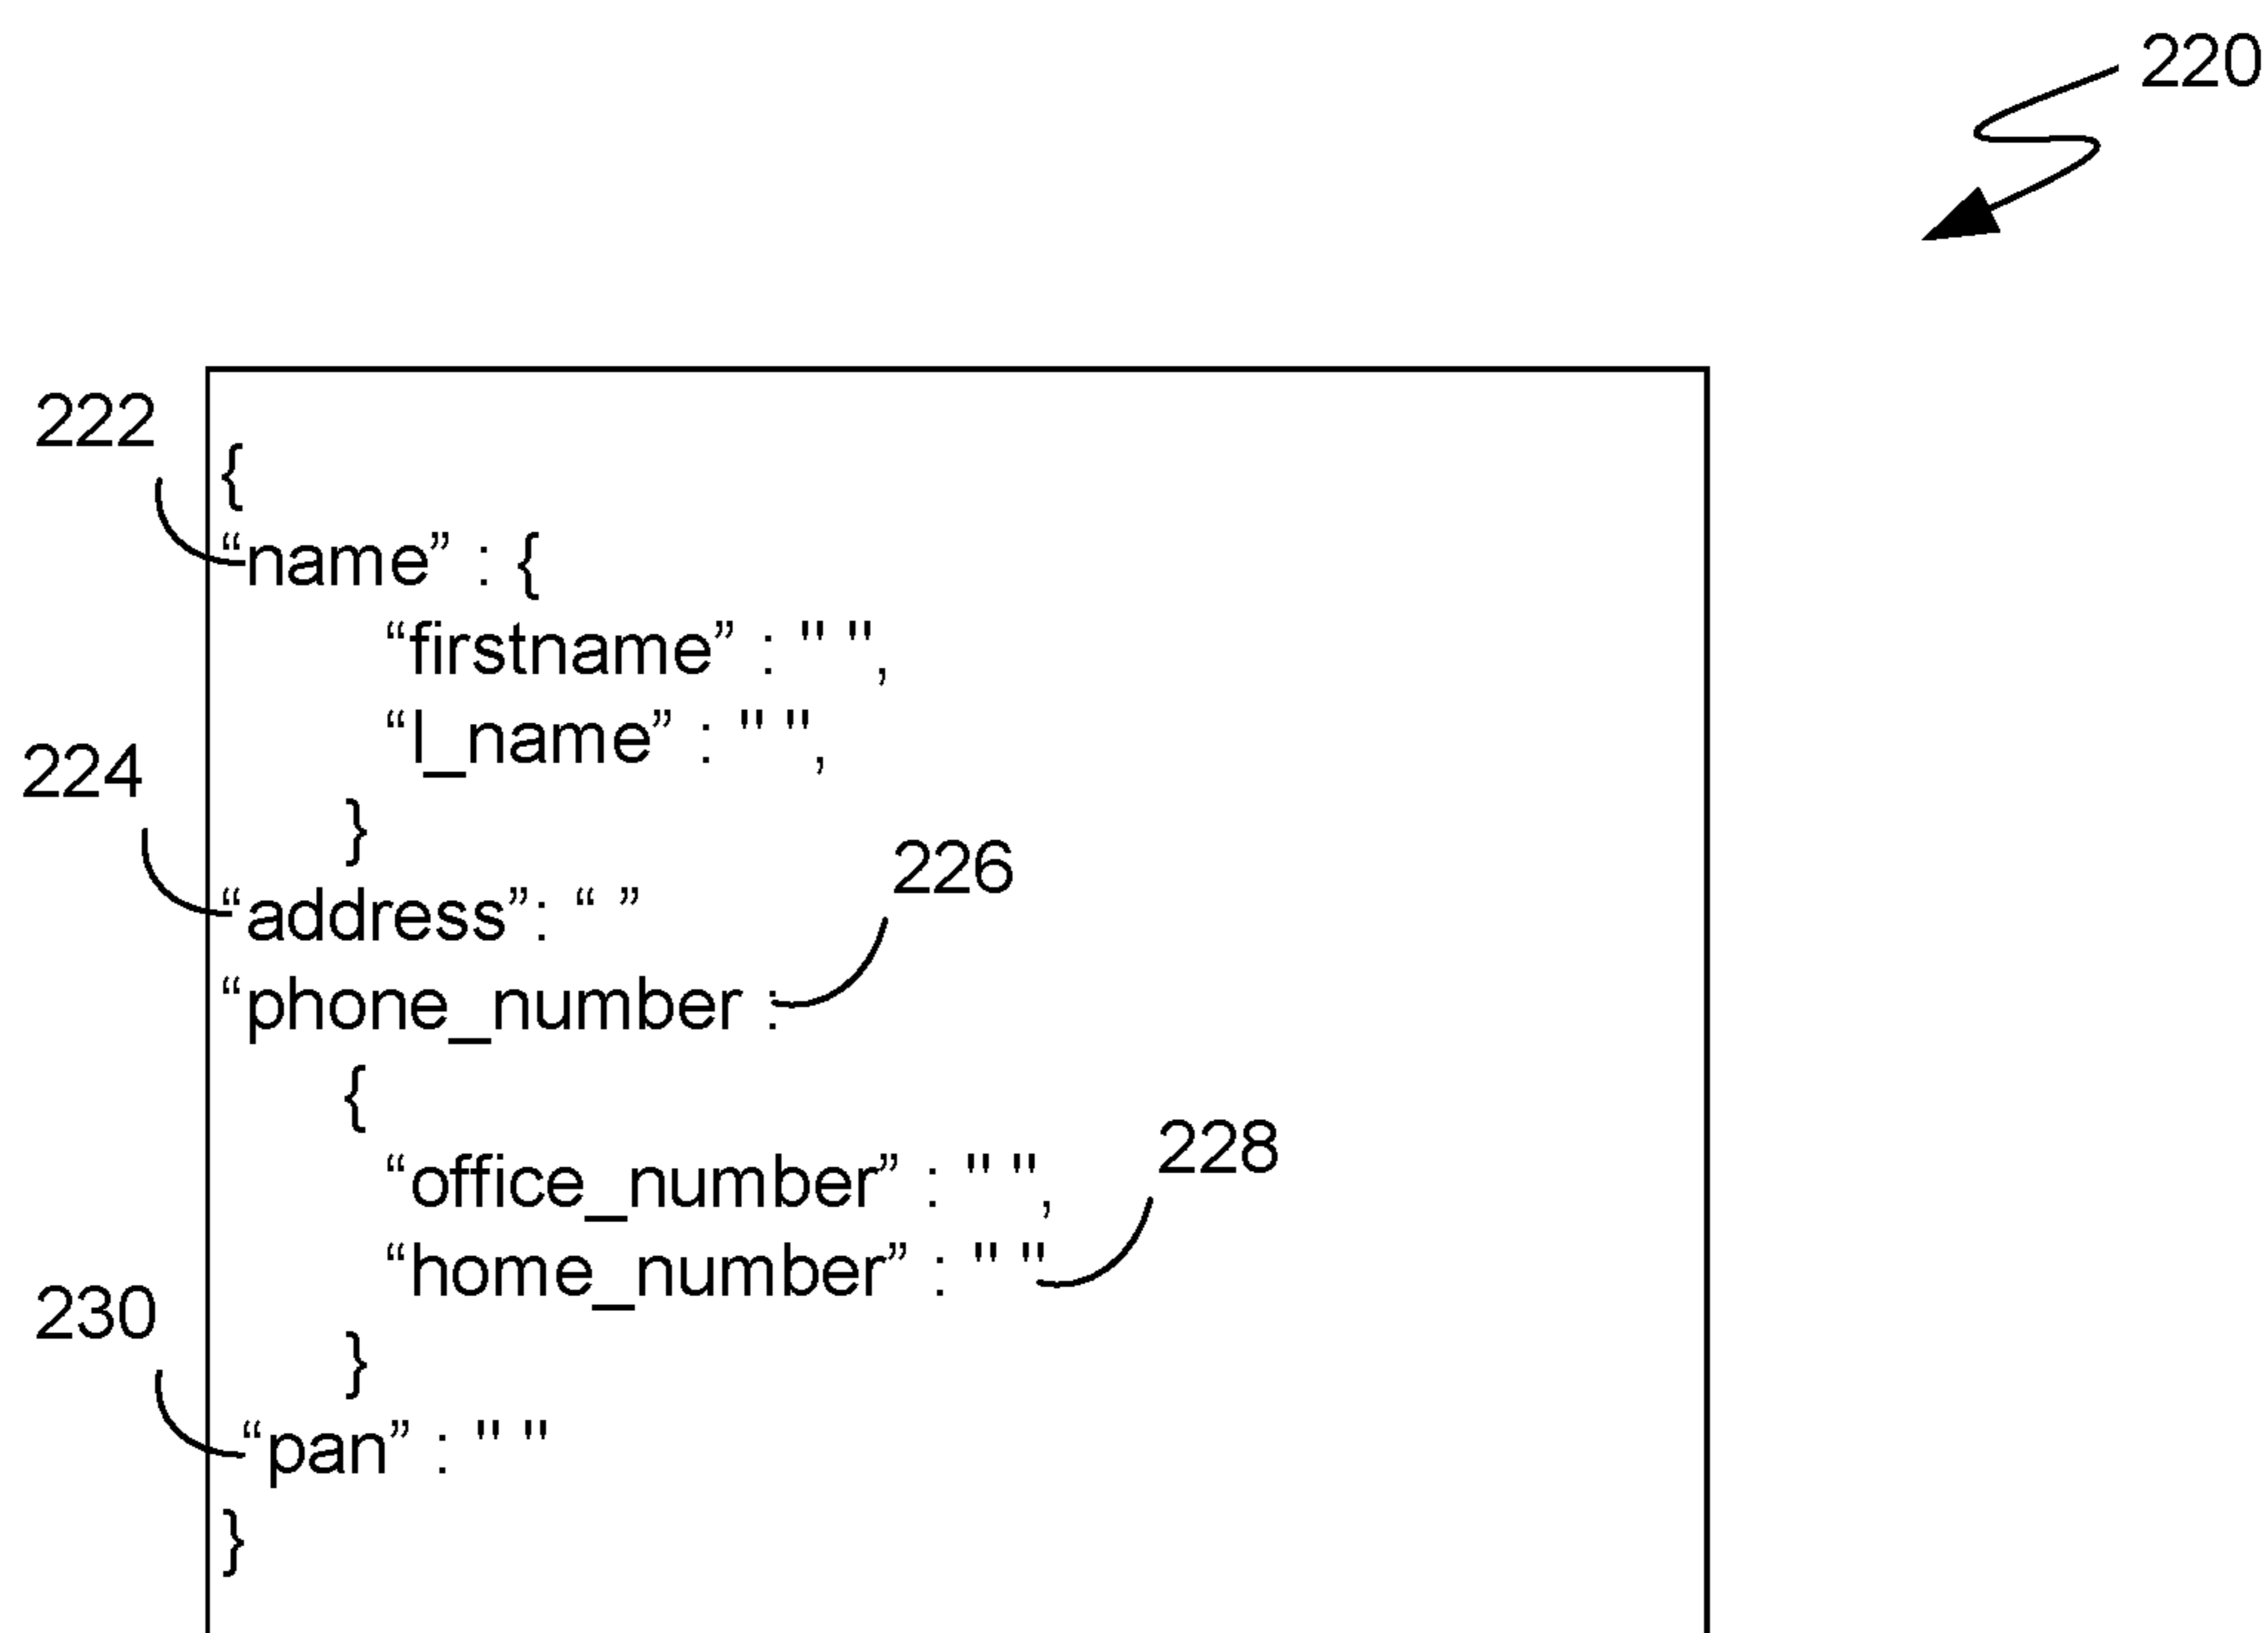 220
222
{
“name” : {
“firstname” : " ",
“l_name” : " ",
224
}
226
“address”: “ ”
“phone_number :
{
228
“office_number” : " ",
“home_number” : " "
230
}
“pan” : " "
}